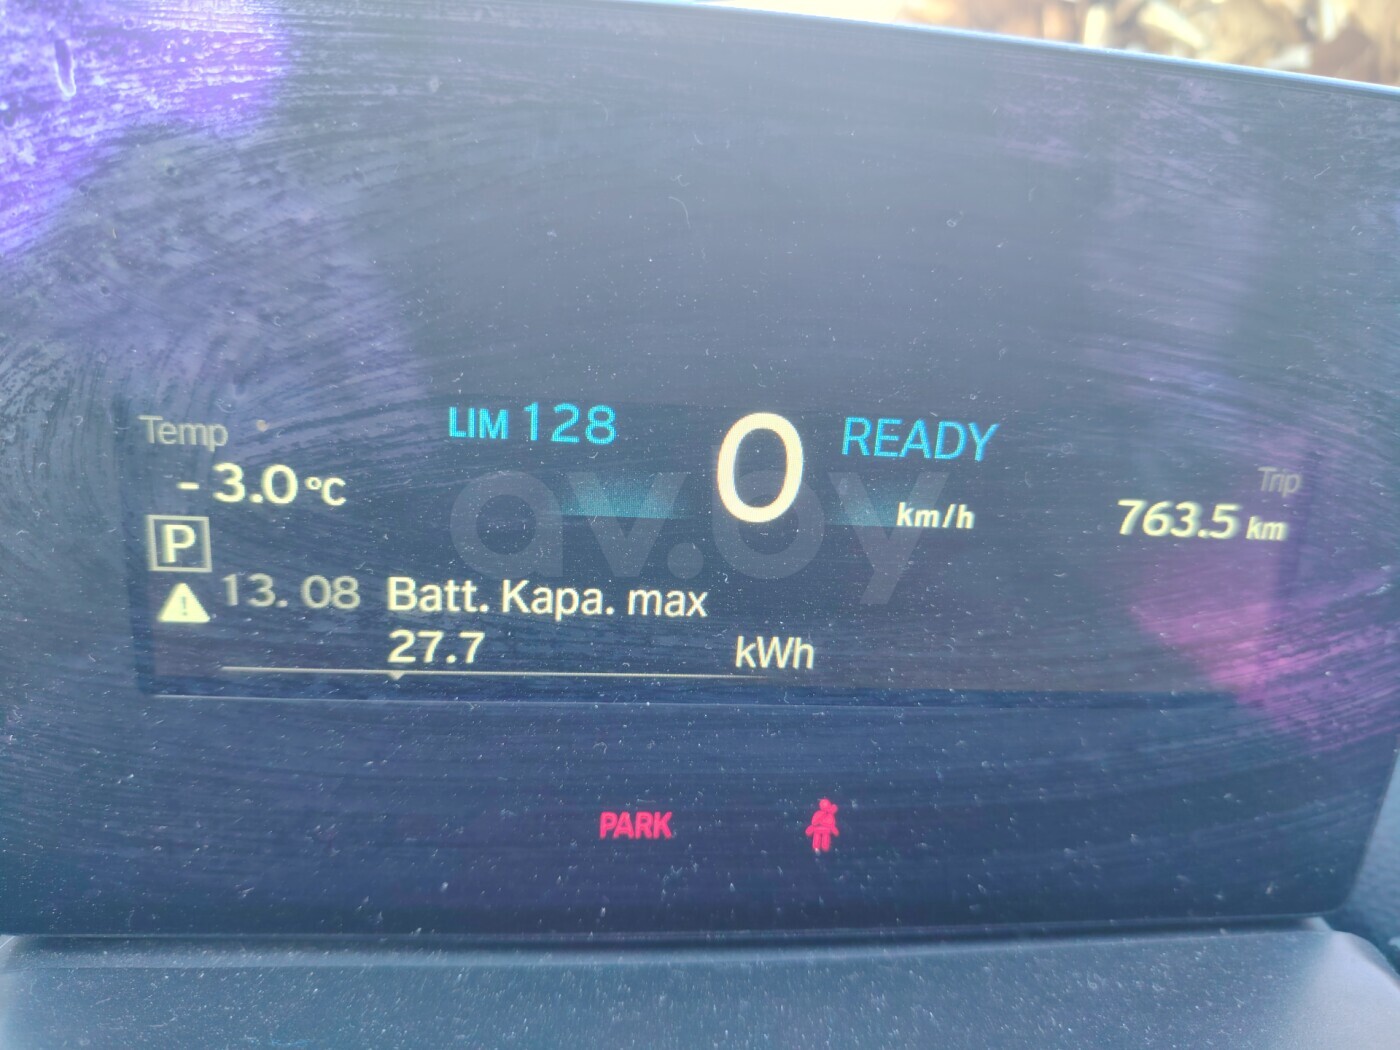 Temp
LIM 128
0
READY
- 3.0 °C
Trip
km/h
763.5 km
P
13. 08 Batt. Kapa. max
27.7 kWh
PARK
av.by